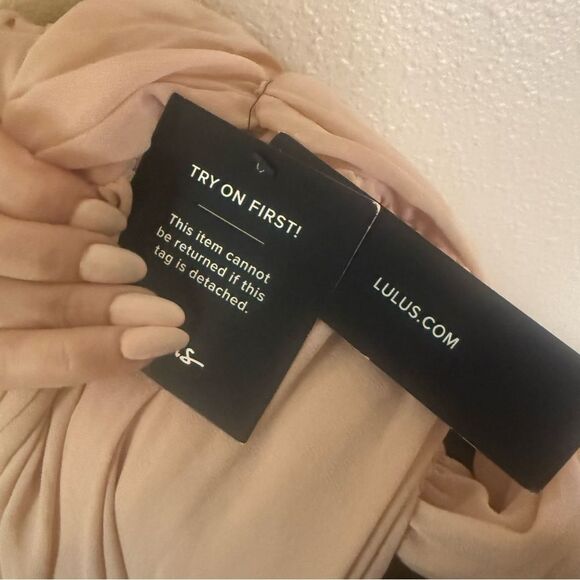 TRY ON FIRST!
This item cannot
be returned if this
tag is detached.
LULUS.COM